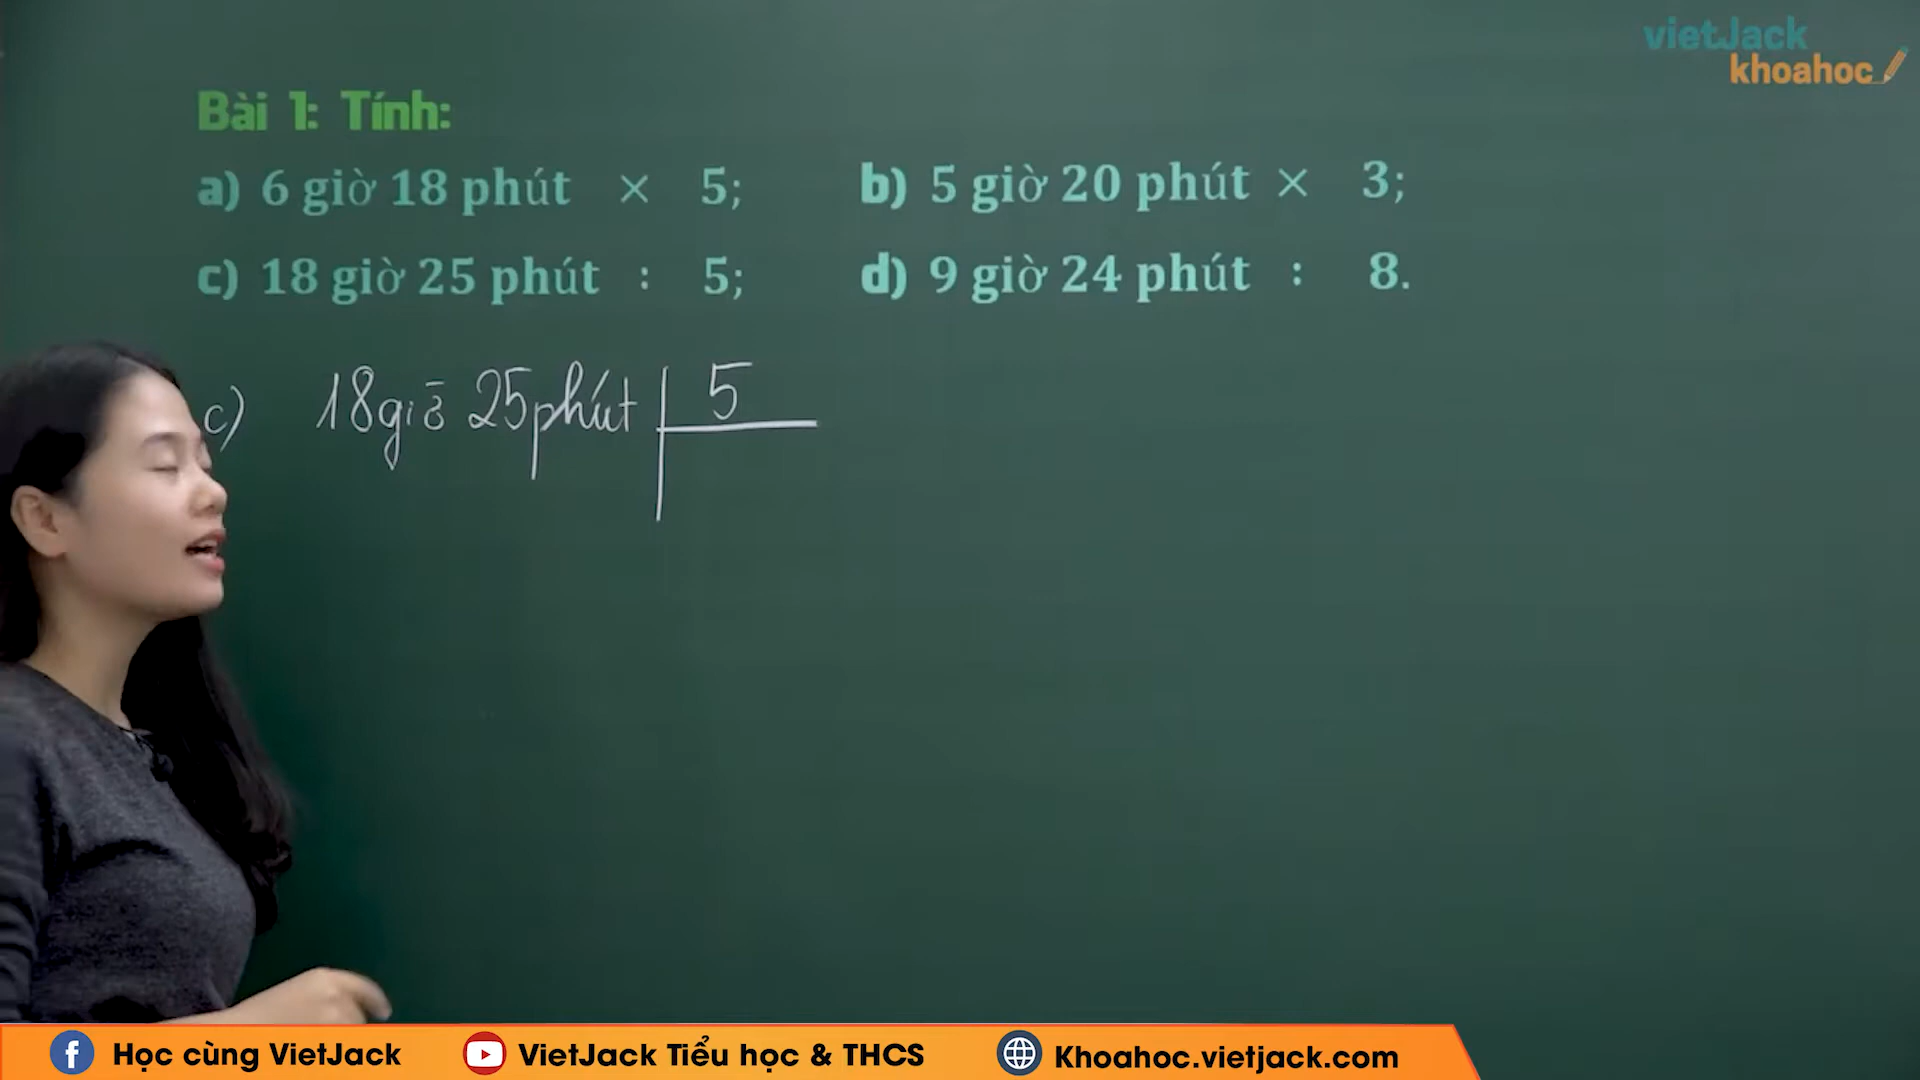 vietJack
khoahoc
Bài 1: Tính:
a) 6 giờ 18 phút × 5; b) 5 giờ 20 phút × 3;
c) 18 giờ 25 phút : 5; d) 9 giờ 24 phút : 8.
c) 18 giờ 25 phút 5
Học cùng VietJack VietJack Tiểu học & THCS Khoahoc.vietjack.com